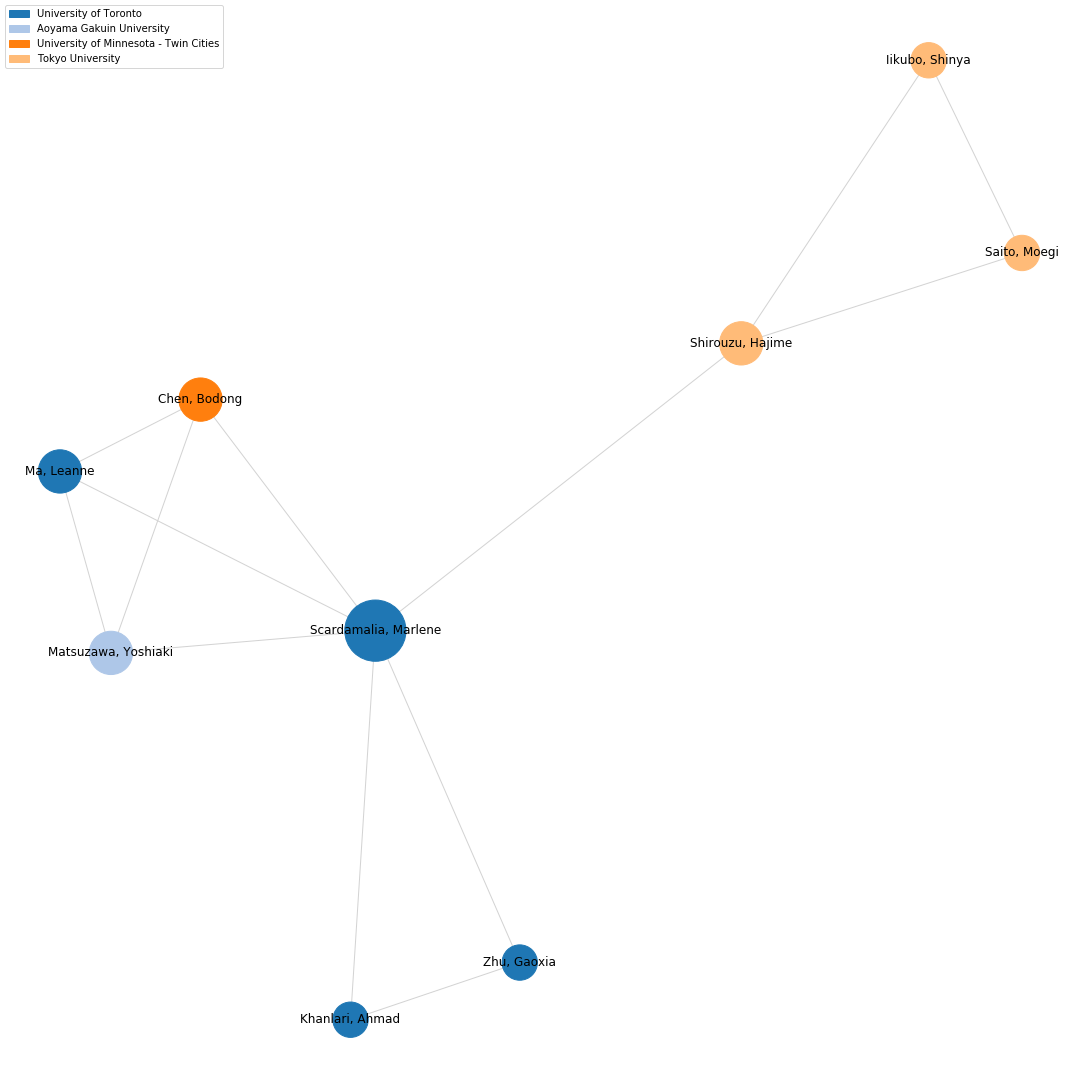 University of Toronto
Aoyama Gakuin University
University of Minnesota - Twin Cities
Tokyo University
Iikubo, Shinya
Saito, Moegi
Shirouzu, Hajime
Chen, Bodong
Ma, Leanne
Scardamalia, Marlene
Matsuzawa, Yoshiaki
Zhu, Gaoxia
Khanlari, Ahmad